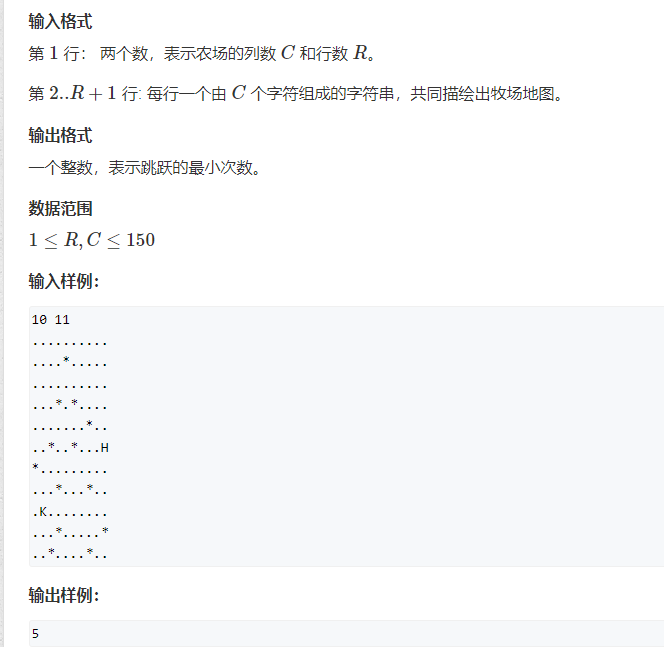 输入格式
第 1 行： 两个数，表示农场的列数 C 和行数 R。
第 2..R + 1 行: 每行一个由 C 个字符组成的字符串，共同描绘出牧场地图。
输出格式
一个整数，表示跳跃的最小次数。
数据范围
1 ≤ R, C ≤ 150
输入样例：
10 11
..........
....*.....
..........
...*.*....
.......*..
..*..*...H
*.........
...*...*..
.K........
...*.....*
..*....*..
输出样例：
5